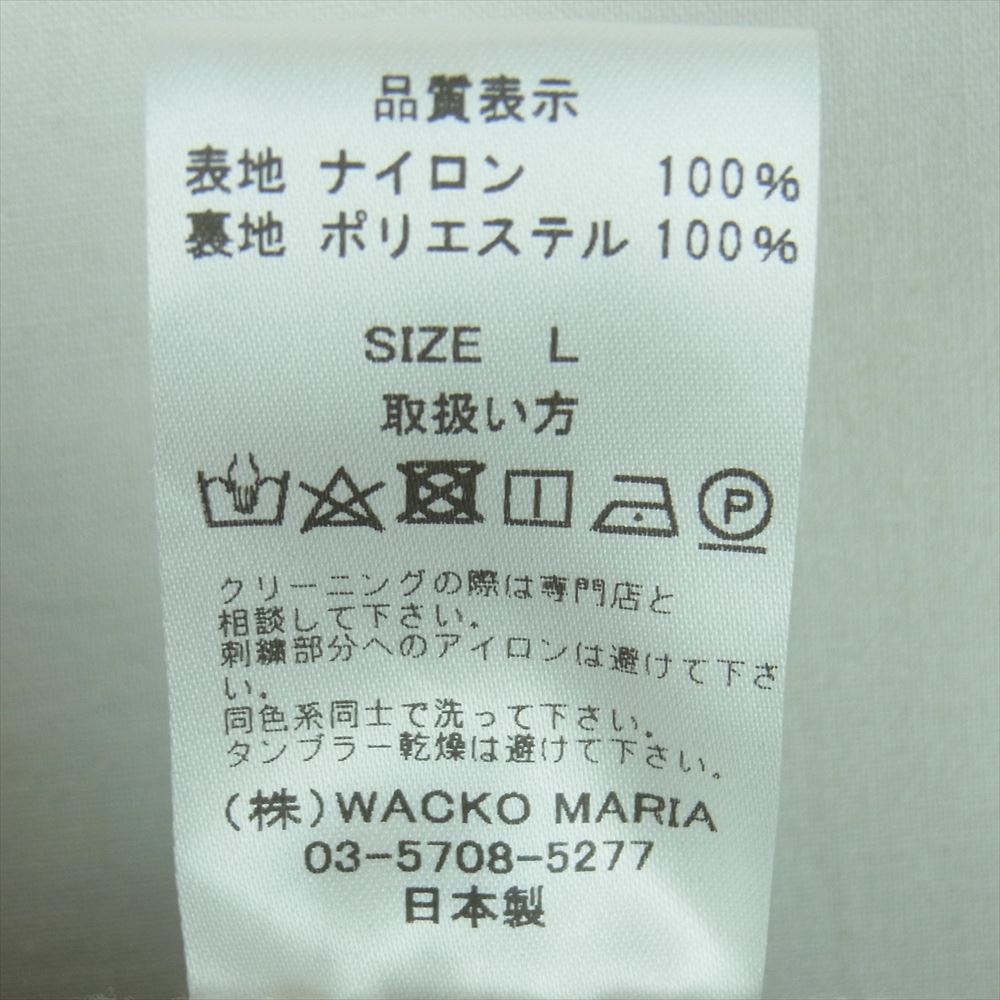 品質表示
表地 ナイロン 100%
裏地 ポリエステル 100%
SIZE L
取扱い方
P
クリーニングの際は専門店と
相談して下さい。
刺繍部分へのアイロンは避けて下さ
い。
同色系同士で洗って下さい。
タンブラー乾燥は避けて下さい。
(株)WACKO MARIA
03-5708-5277
日本製